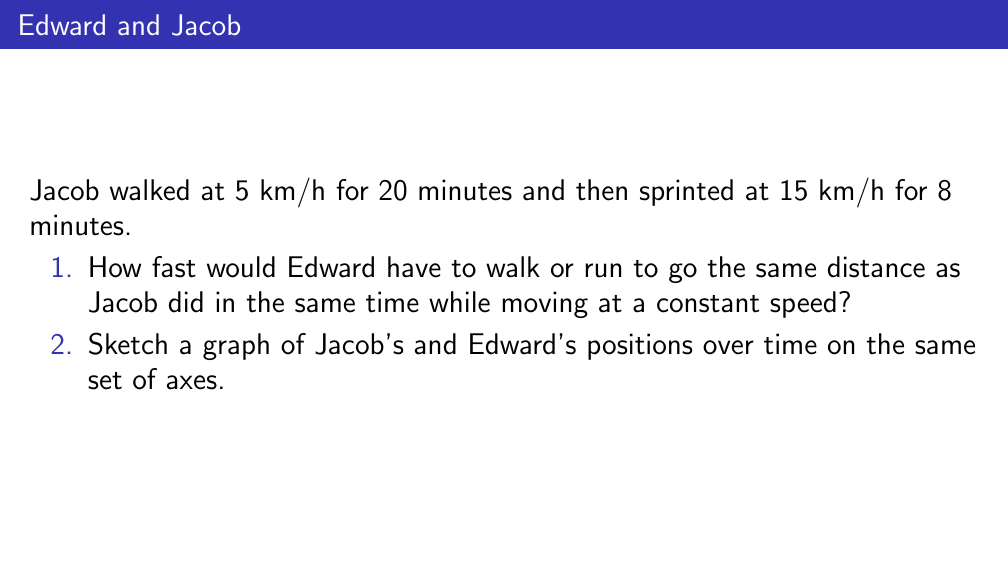 Edward and Jacob
Jacob walked at 5 km/h for 20 minutes and then sprinted at 15 km/h for 8
minutes.
1. How fast would Edward have to walk or run to go the same distance as
Jacob did in the same time while moving at a constant speed?
2. Sketch a graph of Jacob's and Edward's positions over time on the same
set of axes.